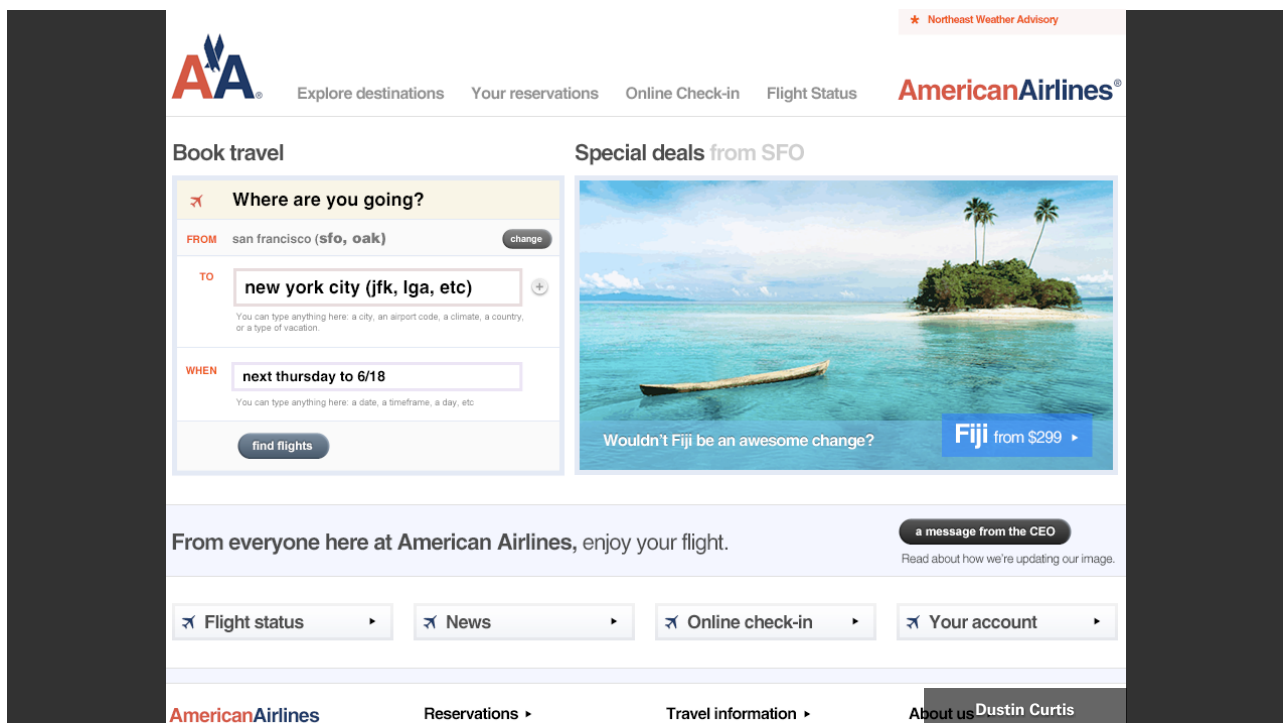 * Northeast Weather Advisory
AA®
Explore destinations Your reservations Online Check-in Flight Status
AmericanAirlines®
Book travel
Where are you going?
FROM san francisco (sfo, oak) change
TO new york city (jfk, lga, etc) +
You can type anything here: a city, an airport code, a climate, a country,
or a type of vacation.
WHEN next thursday to 6/18
You can type anything here: a date, a timeframe, a day, etc
find flights
Special deals from SFO
Wouldn't Fiji be an awesome change?
Fiji from $299
From everyone here at American Airlines, enjoy your flight.
a message from the CEO
Read about how we're updating our image.
Flight status News Online check-in Your account
AmericanAirlines Reservations Travel information About us
Dustin Curtis